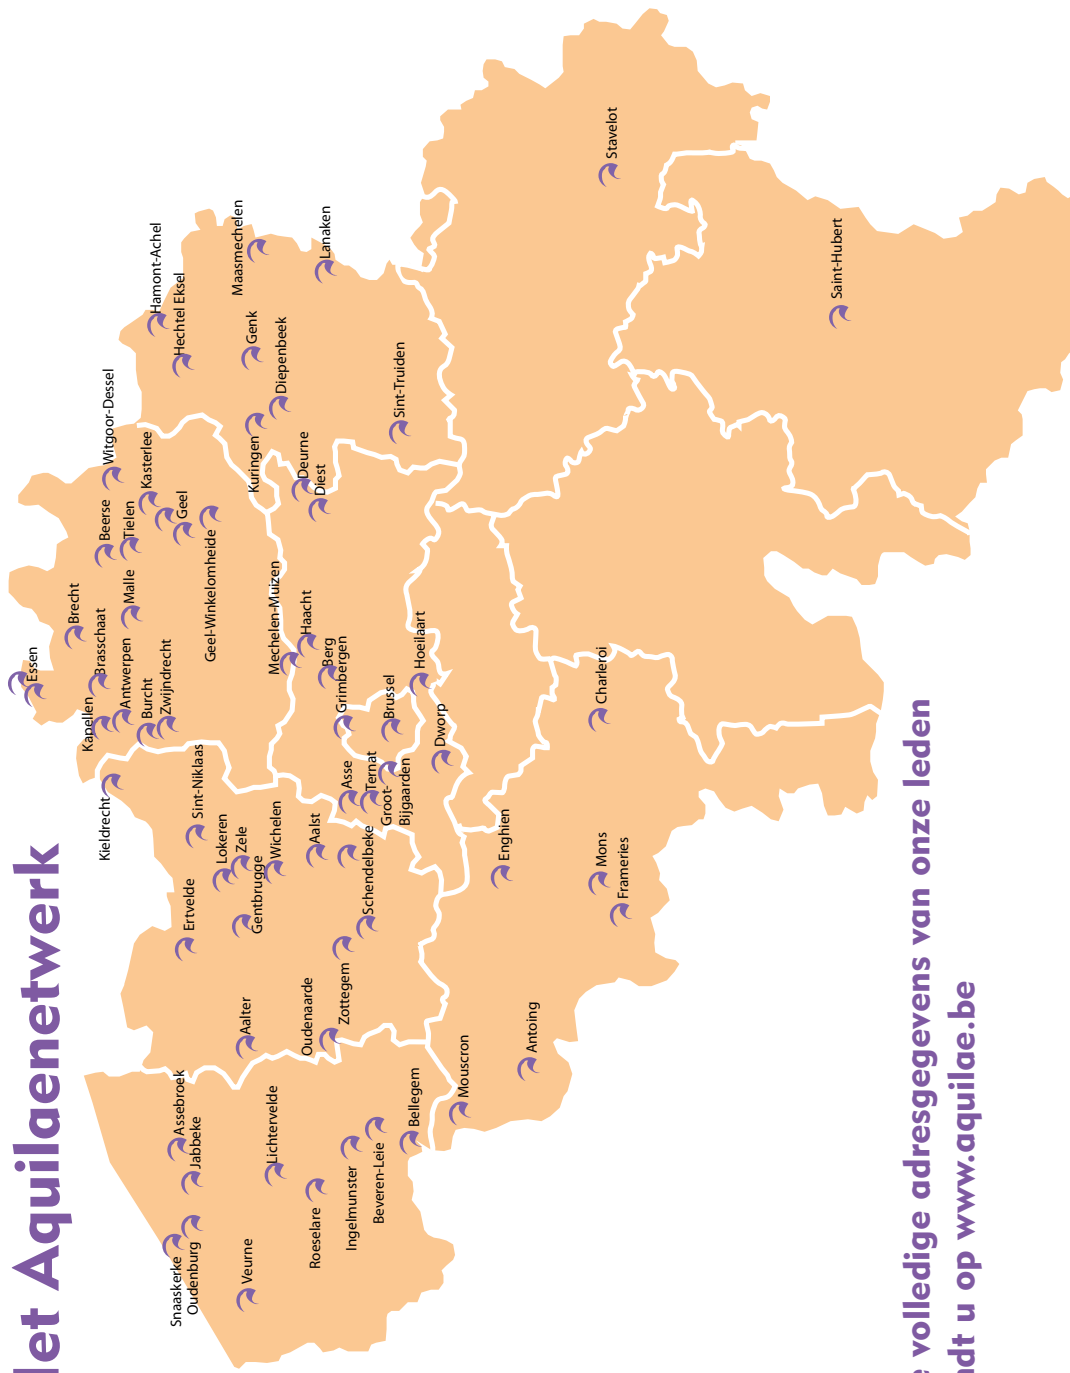 Aquilaenetwerk
Essen
Brecht
Kapellen
Brasschaat
Antwerpen
Burcht
Zwijndrecht
Malle
Beerse
Tielen
Witgoor-Dessel
Kasterlee
Geel
Geel-Winkelomheide
Hamont-Achel
Hechtel Eksel
Maasmechelen
Lanaken
Genk
Diepenbeek
Kuringen
Sint-Truiden
Deurne
Diest
Mechelen-Muizen
Haacht
Berg
Grimbergen
Brussel
Hoeilaart
Dworp
Asse
Ternat
Groot-
Bijgaarden
Kieldrecht
Sint-Niklaas
Lokeren
Zele
Wichelen
Gentbrugge
Ertvelde
Aalst
Schendelbeke
Zottegem
Oudenaarde
Aalter
Assebroek
Jabbeke
Snaaskerke
Oudenburg
Veurne
Lichtervelde
Roeselare
Ingelmunster
Beveren-Leie
Bellegem
Mouscron
Antoing
Enghien
Mons
Frameries
Charleroi
Stavelot
Saint-Hubert
volledige adresgegevens van onze leden
u op www.aquilae.be